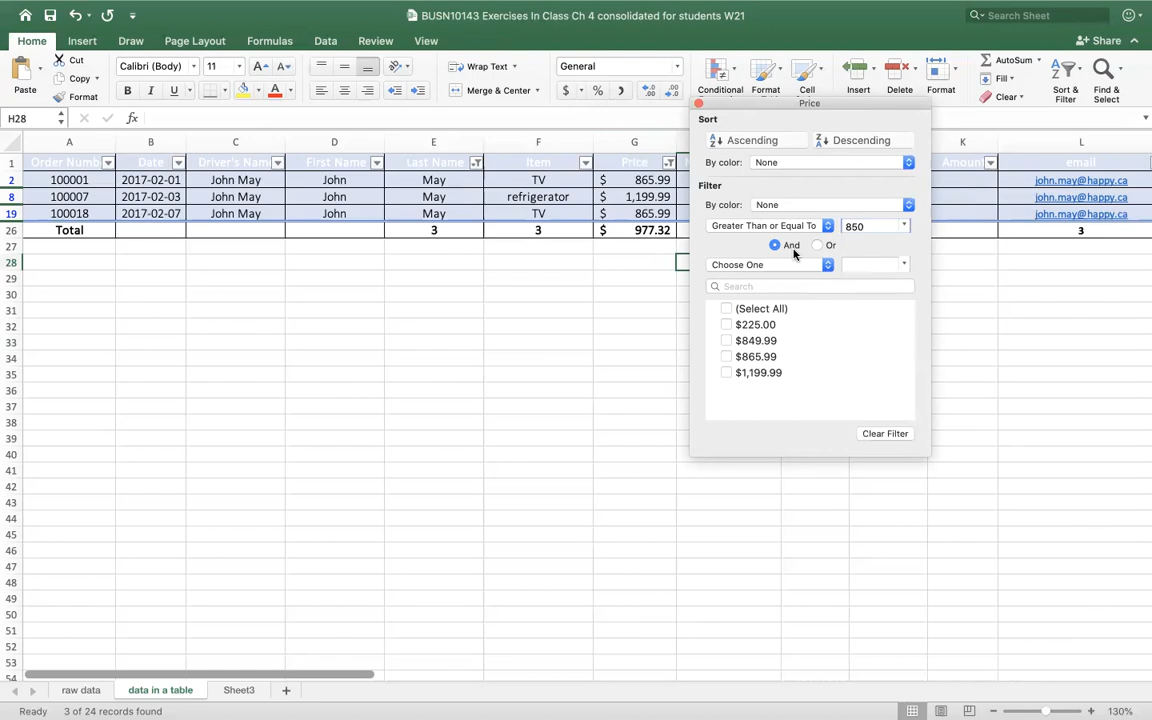 BUSN10143 Exercises In Class Ch 4 consolidated for students W21
Search Sheet
Home Insert Draw Page Layout Formulas Data Review View
Share
Paste
Cut
Copy
Format
Calibri (Body) 11
B I U
Wrap Text
Merge & Center
General
$ % )
Conditional
Format
Cell
Insert Delete Format
AutoSum
Fill
Clear
Sort & Filter
Find & Select
H28
fx
A B C D E F G K L
1 Order Numb Date Driver's Nam First Name Last Name Item Price Amoun email
2 100001 2017-02-01 John May John May TV $ 865.99 john.may@happy.ca
8 100007 2017-02-03 John May John May refrigerator $ 1,199.99 john.may@happy.ca
19 100018 2017-02-07 John May John May TV $ 865.99 john.may@happy.ca
26 Total 3 3 $ 977.32 3
27
28
29
30
31
32
33
34
35
36
37
38
39
40
41
42
43
44
45
46
47
48
49
50
51
52
53
Price
Sort
Ascending Descending
By color: None
Filter
By color: None
Greater Than or Equal To 850
And Or
Choose One
Search
(Select All)
$225.00
$849.99
$865.99
$1,199.99
Clear Filter
raw data data in a table Sheet3 +
Ready 3 of 24 records found
130%